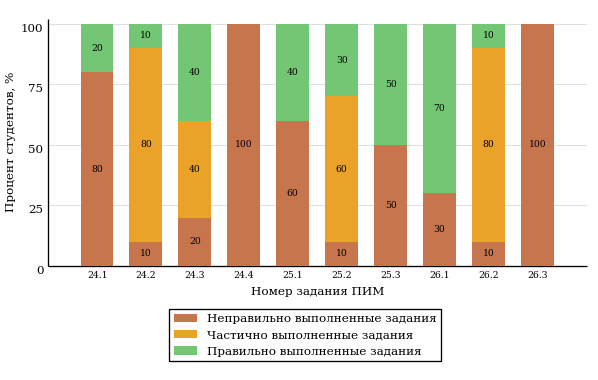 Процент студентов, %
100
75
50
25
0
20 10 40 40 30 50 70 10
80 80 40 100 60 60 50 30 80 100
10 20 10 10
24.1 24.2 24.3 24.4 25.1 25.2 25.3 26.1 26.2 26.3
Номер задания ПИМ
Неправильно выполненные задания
Частично выполненные задания
Правильно выполненные задания